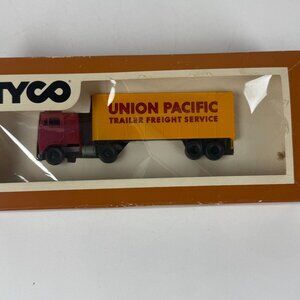 TYCO
UNION PACIFIC
TRAILER FREIGHT SERVICE